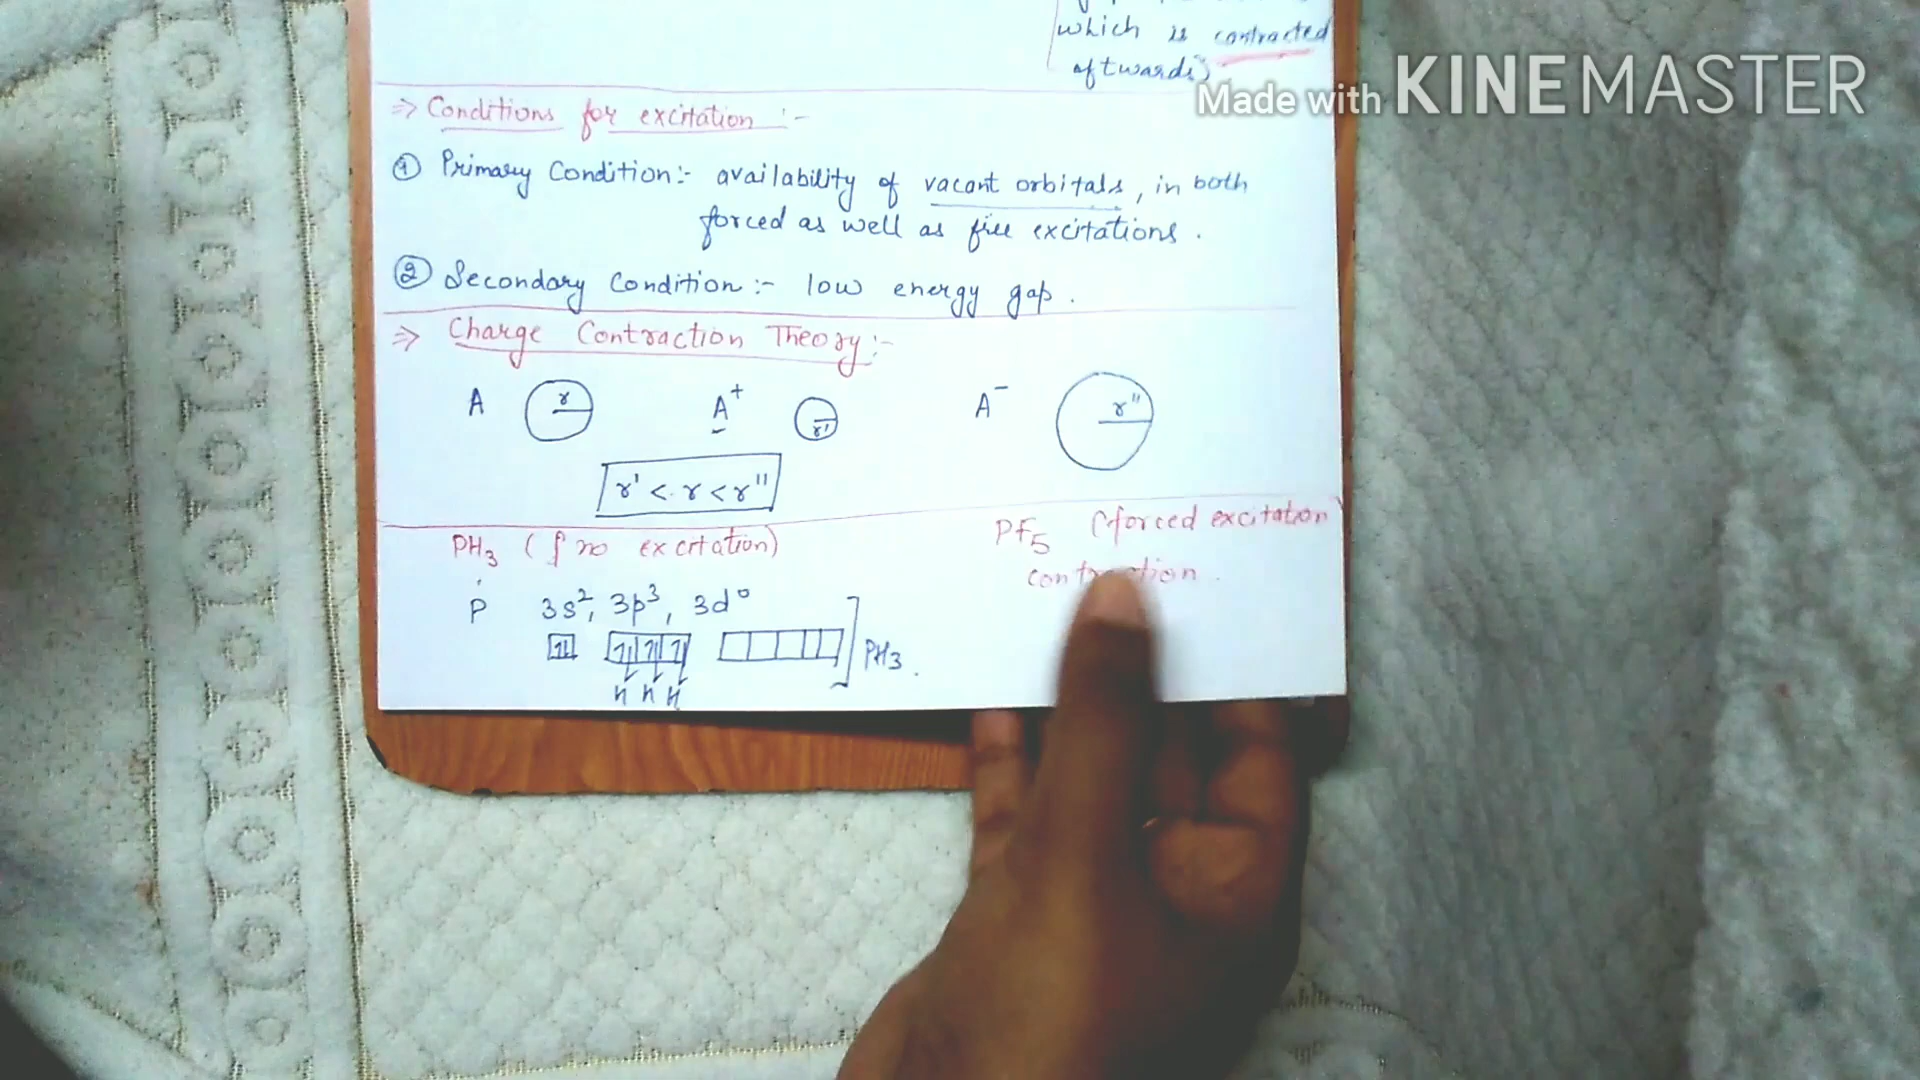 which is contracted
aftwards)
Made with KINEMASTER
⇒ Conditions for excitation :-
① Primary Condition:- availability of vacant orbitals, in both
forced as well as free excitations.
② Secondary Condition:- low energy gap.
⇒ Charge Contraction Theory:-
A r A⁺ r' A⁻ r"
r' < r < r"
PH₃ ( no excitation)
PF₅ (forced excitation
contraction.
P 3s², 3p³, 3d⁰
PH₃.
H H H